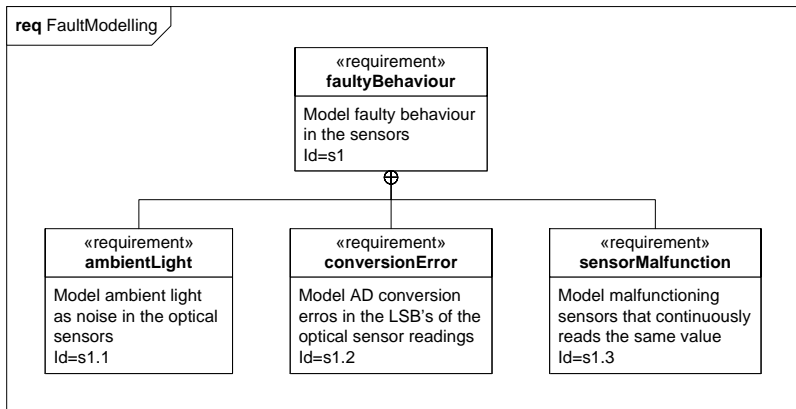 req FaultModelling
«requirement»
faultyBehaviour
Model faulty behaviour
in the sensors
Id=s1
«requirement»
ambientLight
Model ambient light
as noise in the optical
sensors
Id=s1.1
«requirement»
conversionError
Model AD conversion
erros in the LSB's of the
optical sensor readings
Id=s1.2
«requirement»
sensorMalfunction
Model malfunctioning
sensors that continuously
reads the same value
Id=s1.3